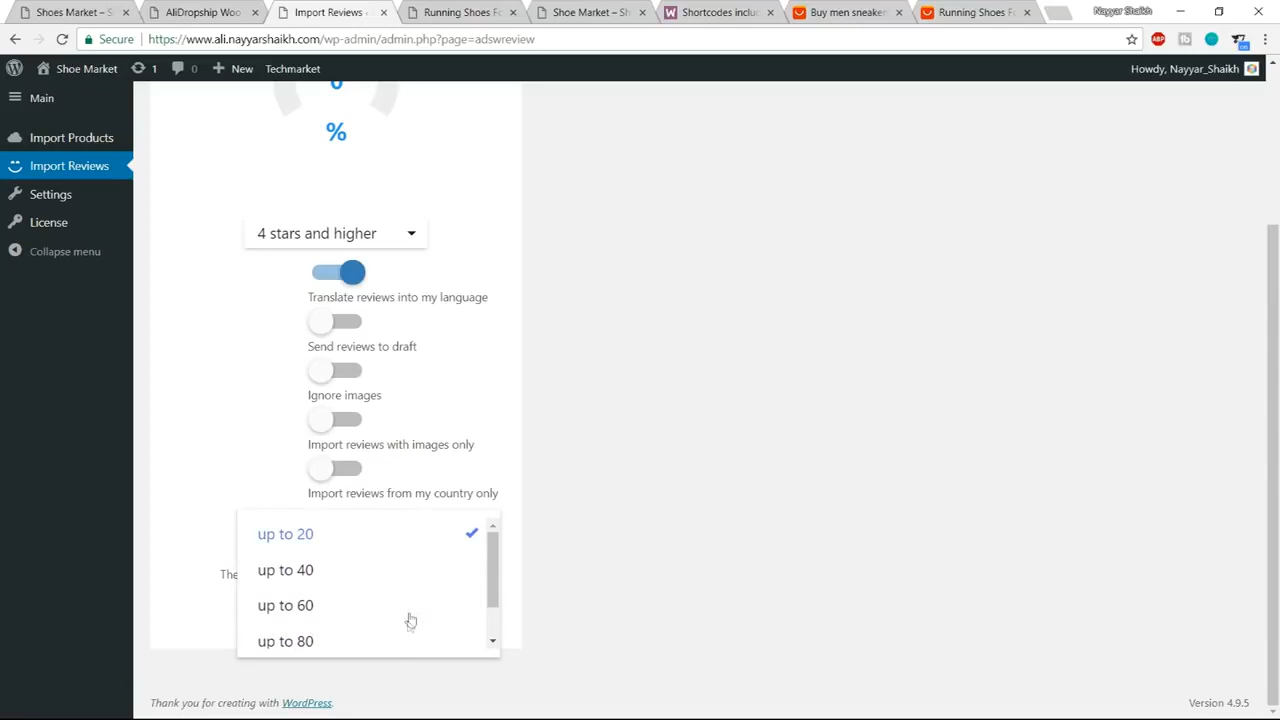 Shoes Market – S
AliDropship Woo
Import Reviews ‹
Running Shoes Fo
Shoe Market – Sh
Shortcodes inclu
Buy men sneaker
Running Shoes Fo
Nayyar Shaikh
Secure
https://www.ali.nayyarshaikh.com/wp-admin/admin.php?page=adswreview
ABP
Shoe Market
1
0
New
Techmarket
Howdy, Nayyar_Shaikh
Main
Import Products
Import Reviews
Settings
License
Collapse menu
%
4 stars and higher
Translate reviews into my language
Send reviews to draft
Ignore images
Import reviews with images only
Import reviews from my country only
The
up to 20
up to 40
up to 60
up to 80
Thank you for creating with WordPress.
Version 4.9.5